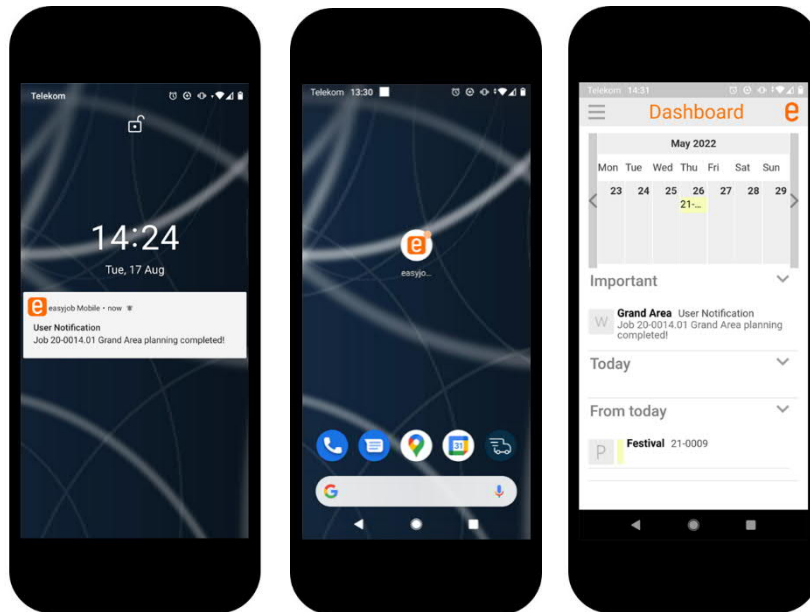 Telekom
14:24
Tue, 17 Aug
easyjob Mobile • now
User Notification
Job 20-0014.01 Grand Area planning completed!
Telekom 13:30
e
easyjo...
31
G
Telekom 14:31
Dashboard e
May 2022
Mon Tue Wed Thu Fri Sat Sun
23 24 25 26 27 28 29
21-...
Important
W
Grand Area User Notification
Job 20-0014.01 Grand Area planning
completed!
Today
From today
P
Festival 21-0009